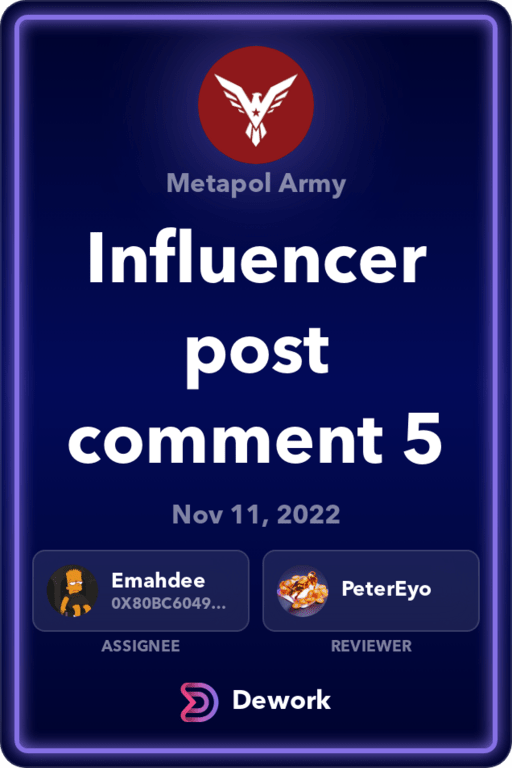 Metapol Army
Influencer
post
comment 5
Nov 11, 2022
Emahdee
0X80BC6049...
PeterEyo
ASSIGNEE
REVIEWER
Dework